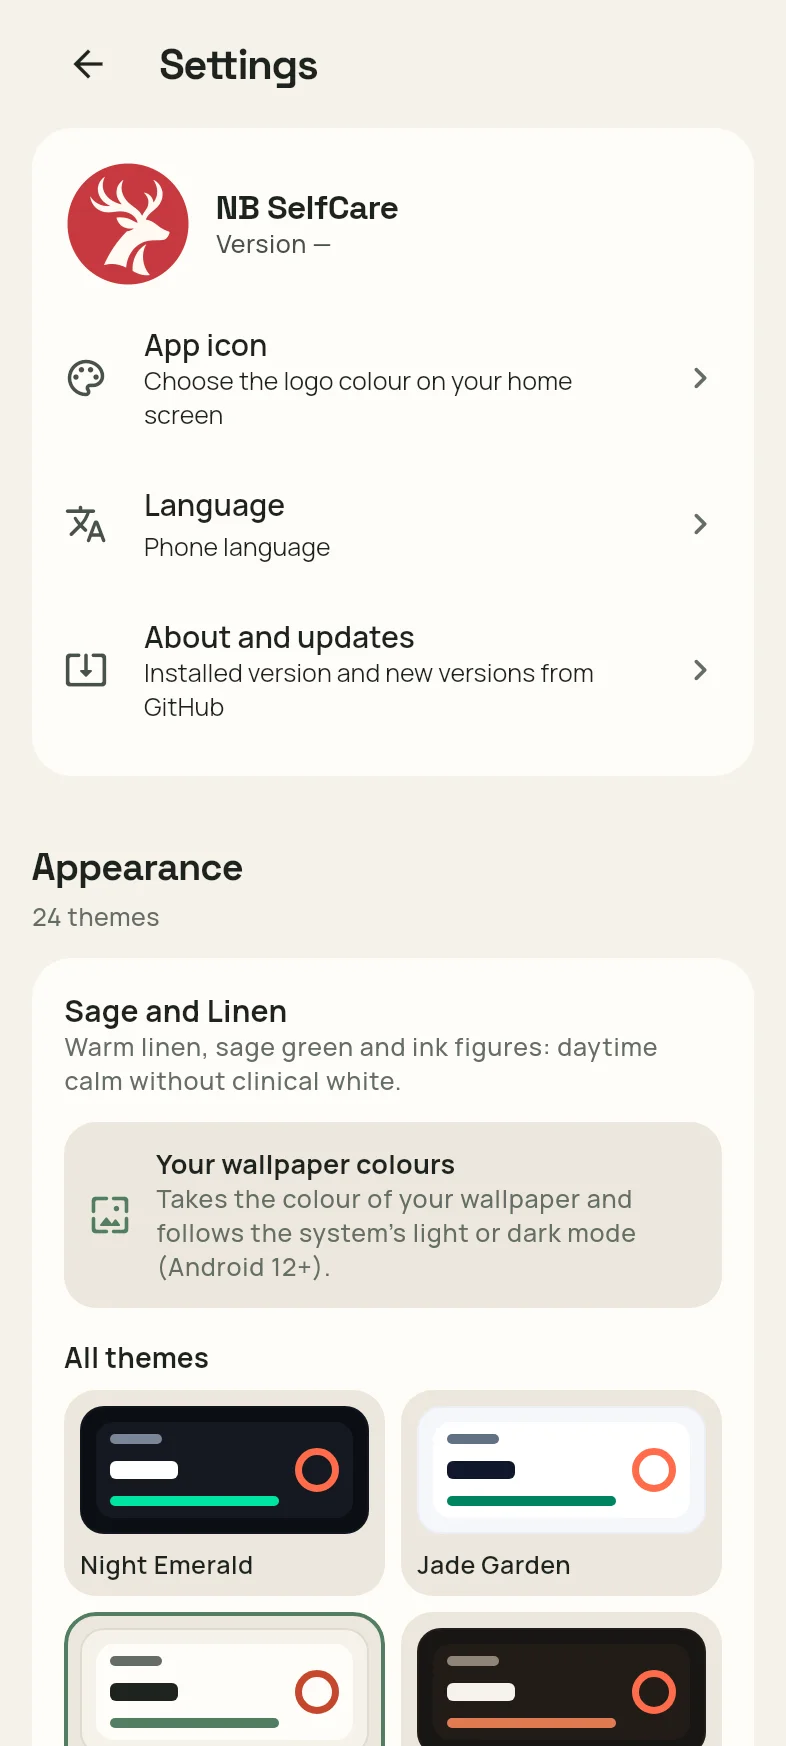 Settings
NB SelfCare
Version —
App icon
Choose the logo colour on your home
screen
Language
Phone language
About and updates
Installed version and new versions from
GitHub
Appearance
24 themes
Sage and Linen
Warm linen, sage green and ink figures: daytime
calm without clinical white.
Your wallpaper colours
Takes the colour of your wallpaper and
follows the system’s light or dark mode
(Android 12+).
All themes
Night Emerald
Jade Garden